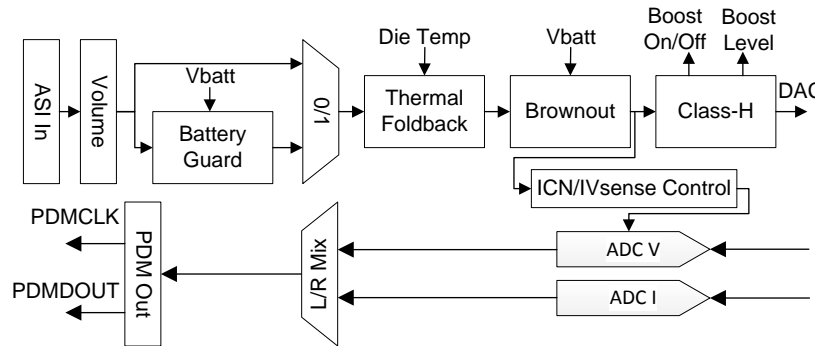 Boost
On/Off
Boost
Level
Die Temp
Vbatt
Vbatt
ASI In
Volume
Battery
Guard
0/1
Thermal
Foldback
Brownout
Class-H
DAC
ICN/IVsense Control
PDMCLK
PDMDOUT
PDM Out
L/R Mix
ADC V
ADC I